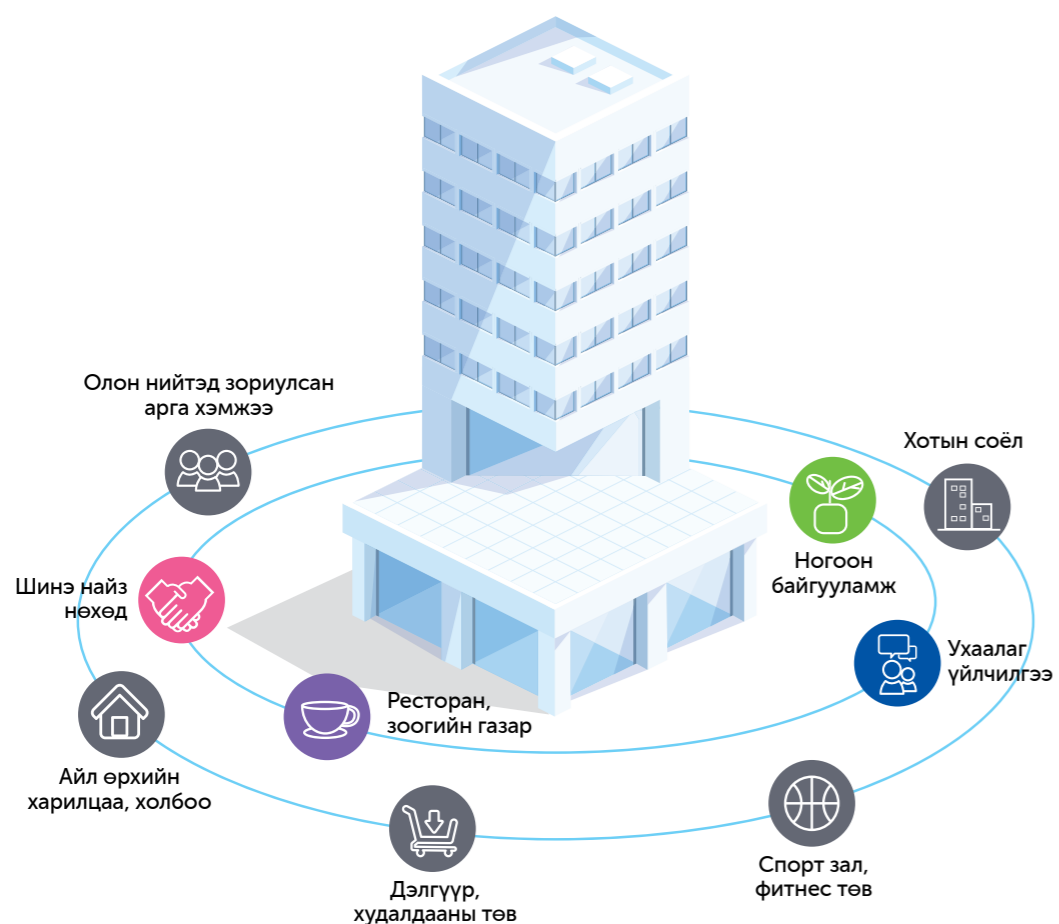 Олон нийтэд зориулсан
арга хэмжээ
Хотын соёл
Ногоон
байгууламж
Шинэ найз
нөхөд
Ухаалаг
үйлчилгээ
Ресторан,
зоогийн газар
Айл өрхийн
харилцаа, холбоо
Спорт зал,
фитнес төв
Дэлгүүр,
худалдааны төв